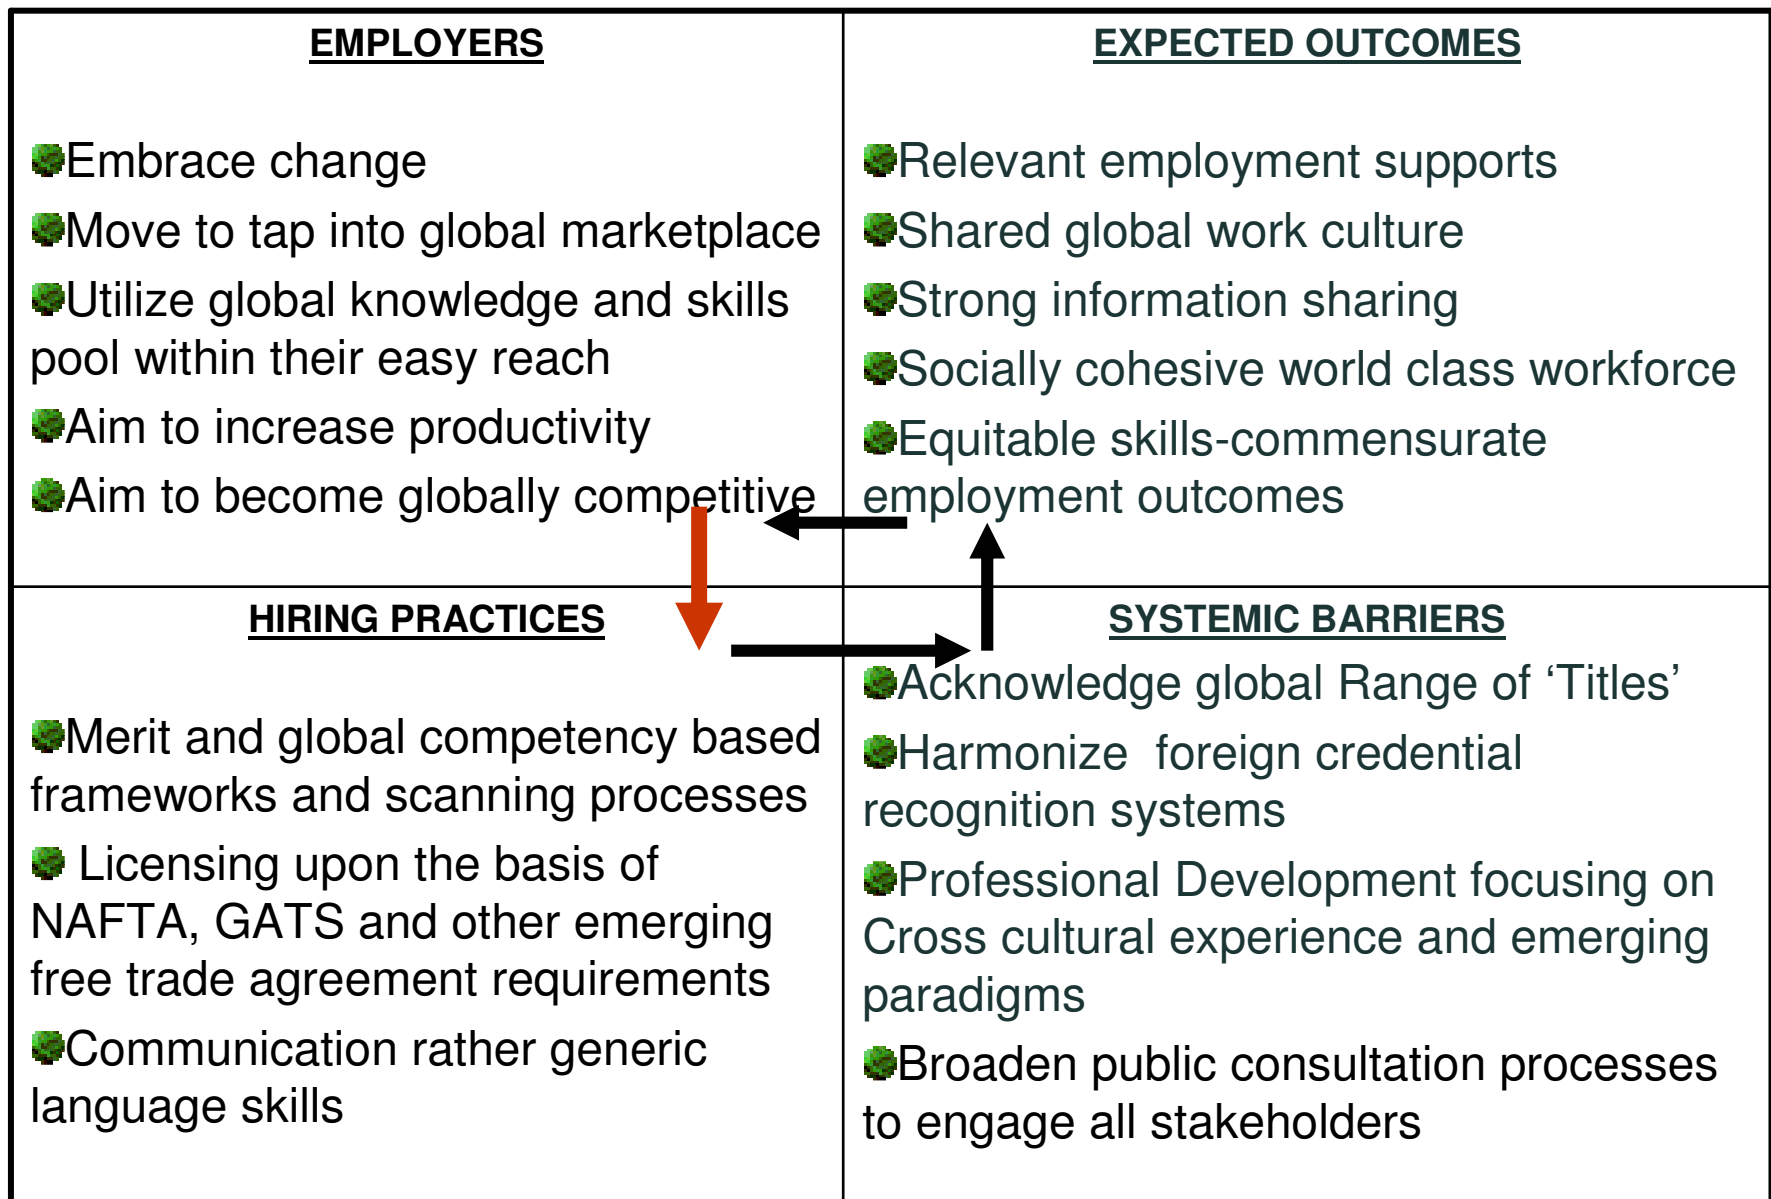 EMPLOYERS
Embrace change
Move to tap into global marketplace
Utilize global knowledge and skills
pool within their easy reach
Aim to increase productivity
Aim to become globally competitive
EXPECTED OUTCOMES
Relevant employment supports
Shared global work culture
Strong information sharing
Socially cohesive world class workforce
Equitable skills-commensurate
employment outcomes
HIRING PRACTICES
Merit and global competency based
frameworks and scanning processes
Licensing upon the basis of
NAFTA, GATS and other emerging
free trade agreement requirements
Communication rather generic
language skills
SYSTEMIC BARRIERS
Acknowledge global Range of ‘Titles’
Harmonize  foreign credential
recognition systems
Professional Development focusing on
Cross cultural experience and emerging
paradigms
Broaden public consultation processes
to engage all stakeholders